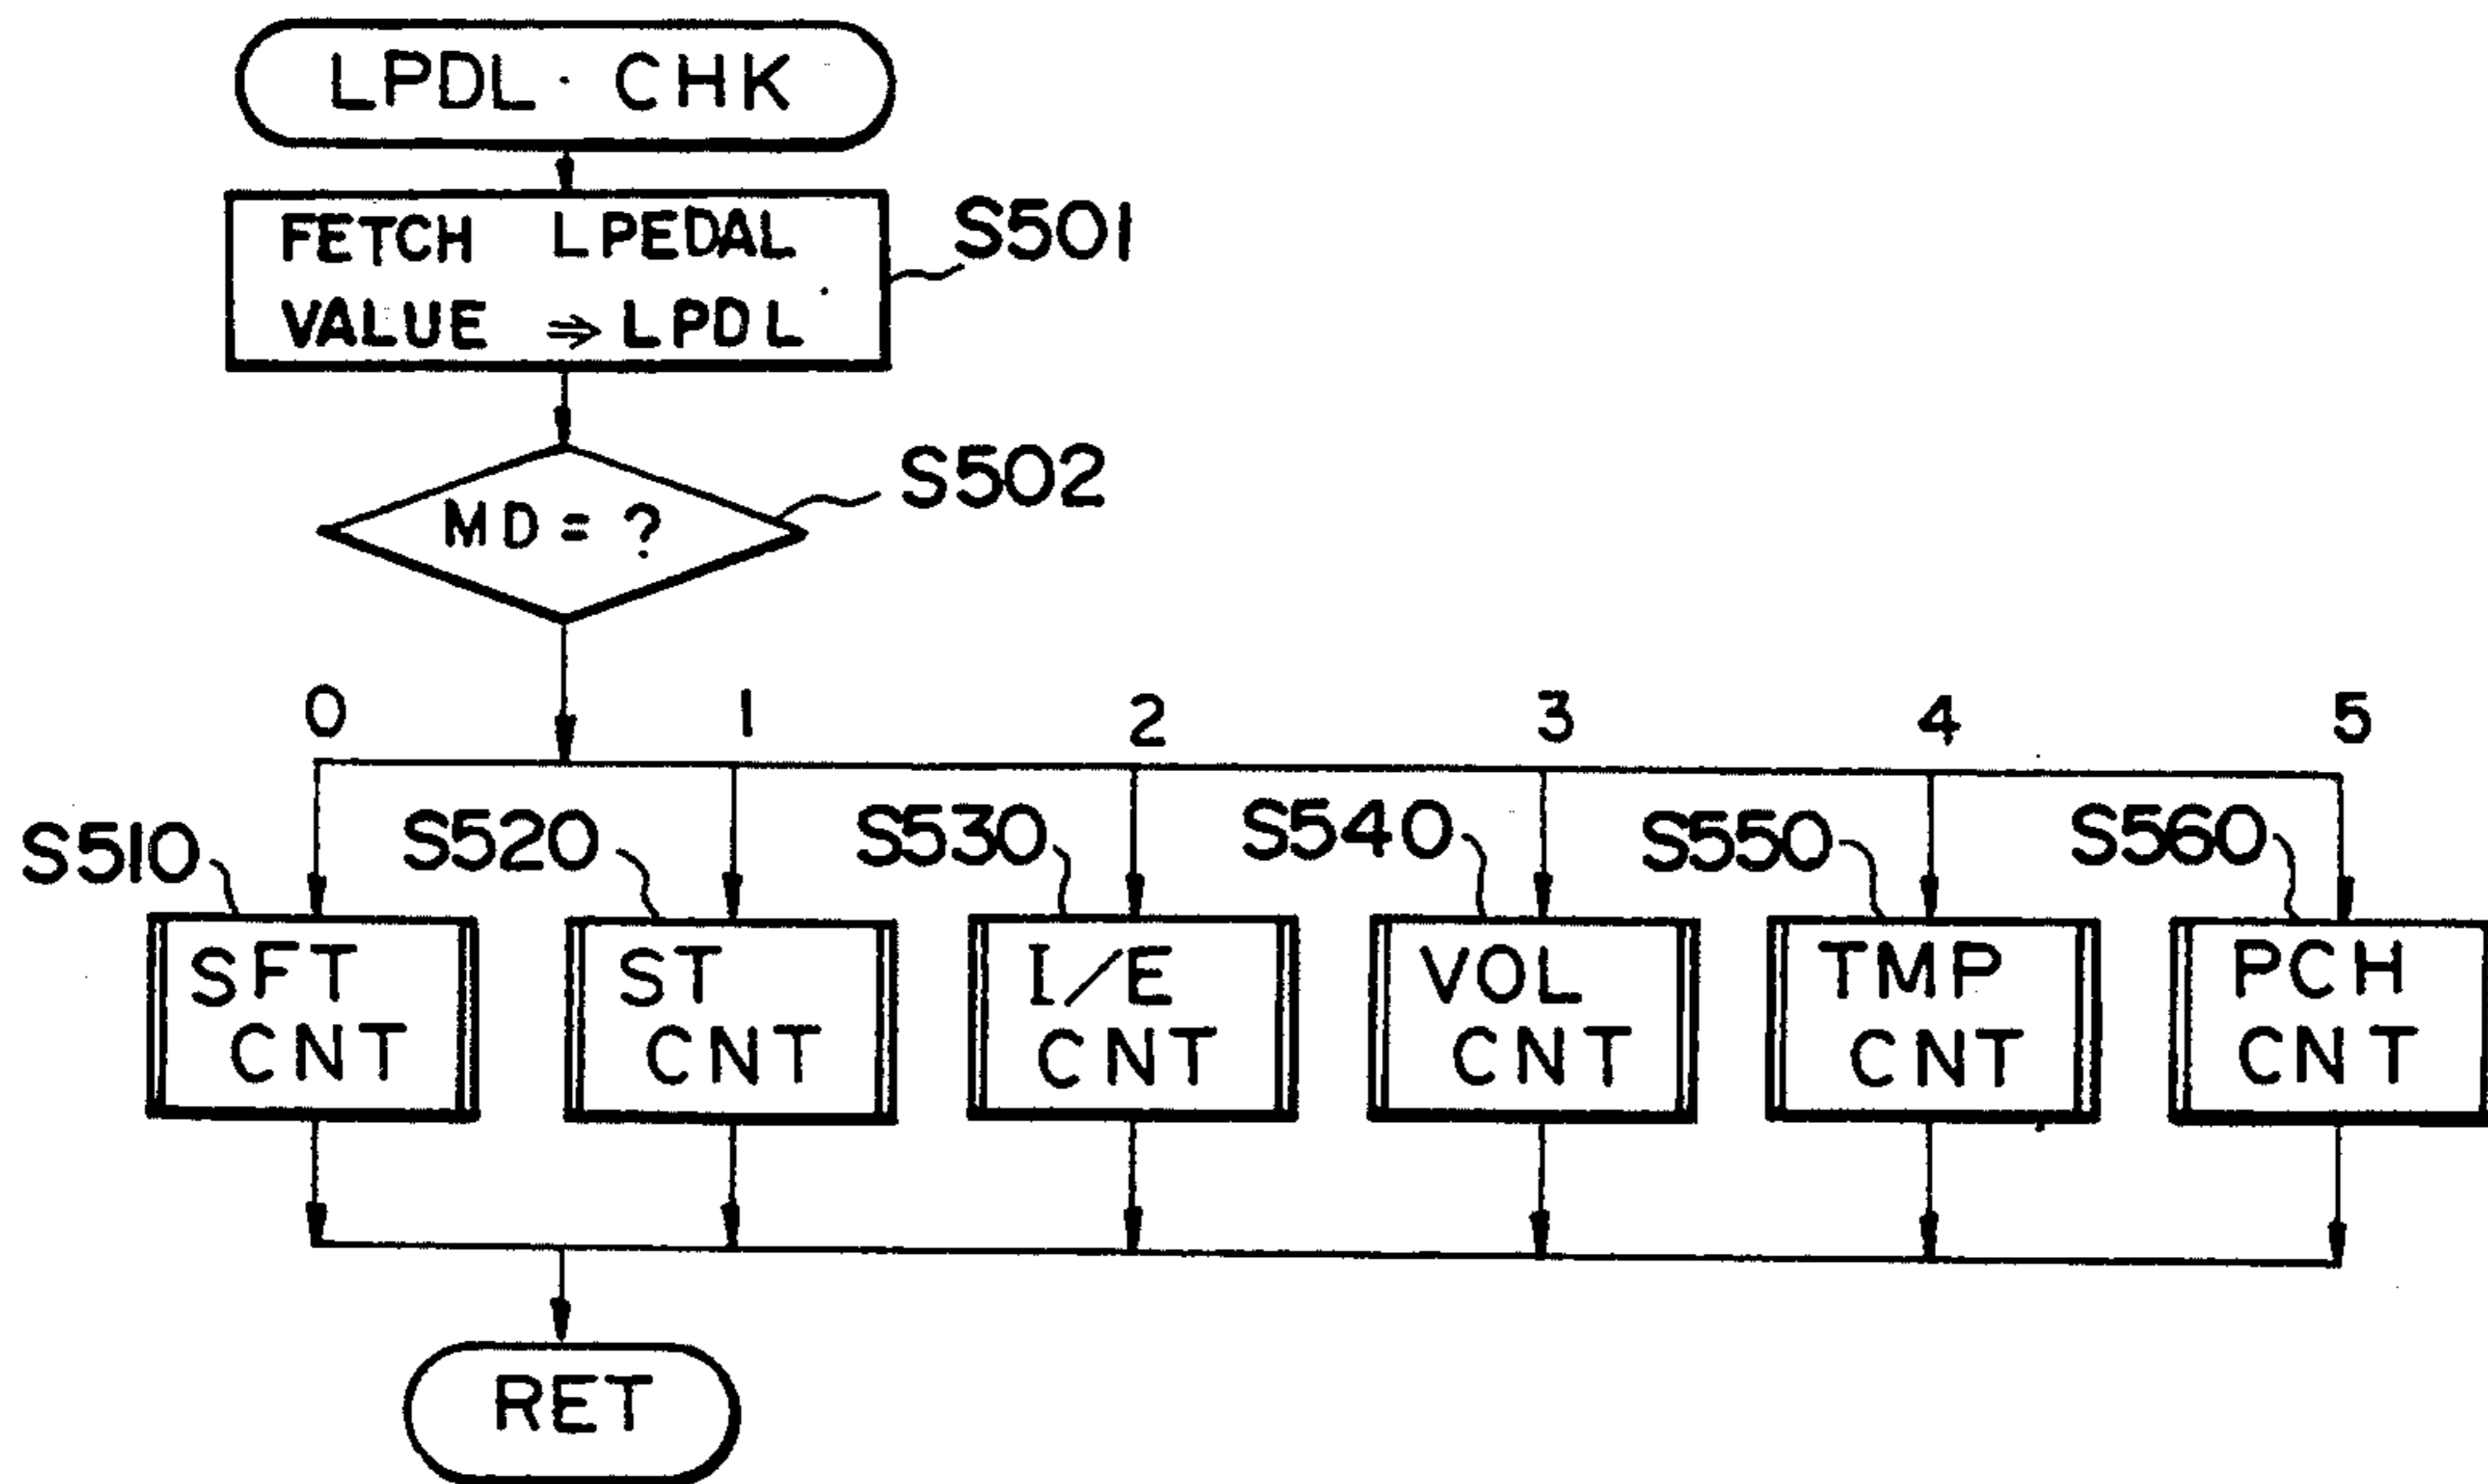 LPDL · CHK
FETCH LPEDAL
VALUE ⇒ LPDL
S501
MD = ?
S502
0 1 2 3 4 5
S510 S520 S530 S540 S550 S560
SFT
CNT
ST
CNT
I/E
CNT
VOL
CNT
TMP
CNT
PCH
CNT
RET